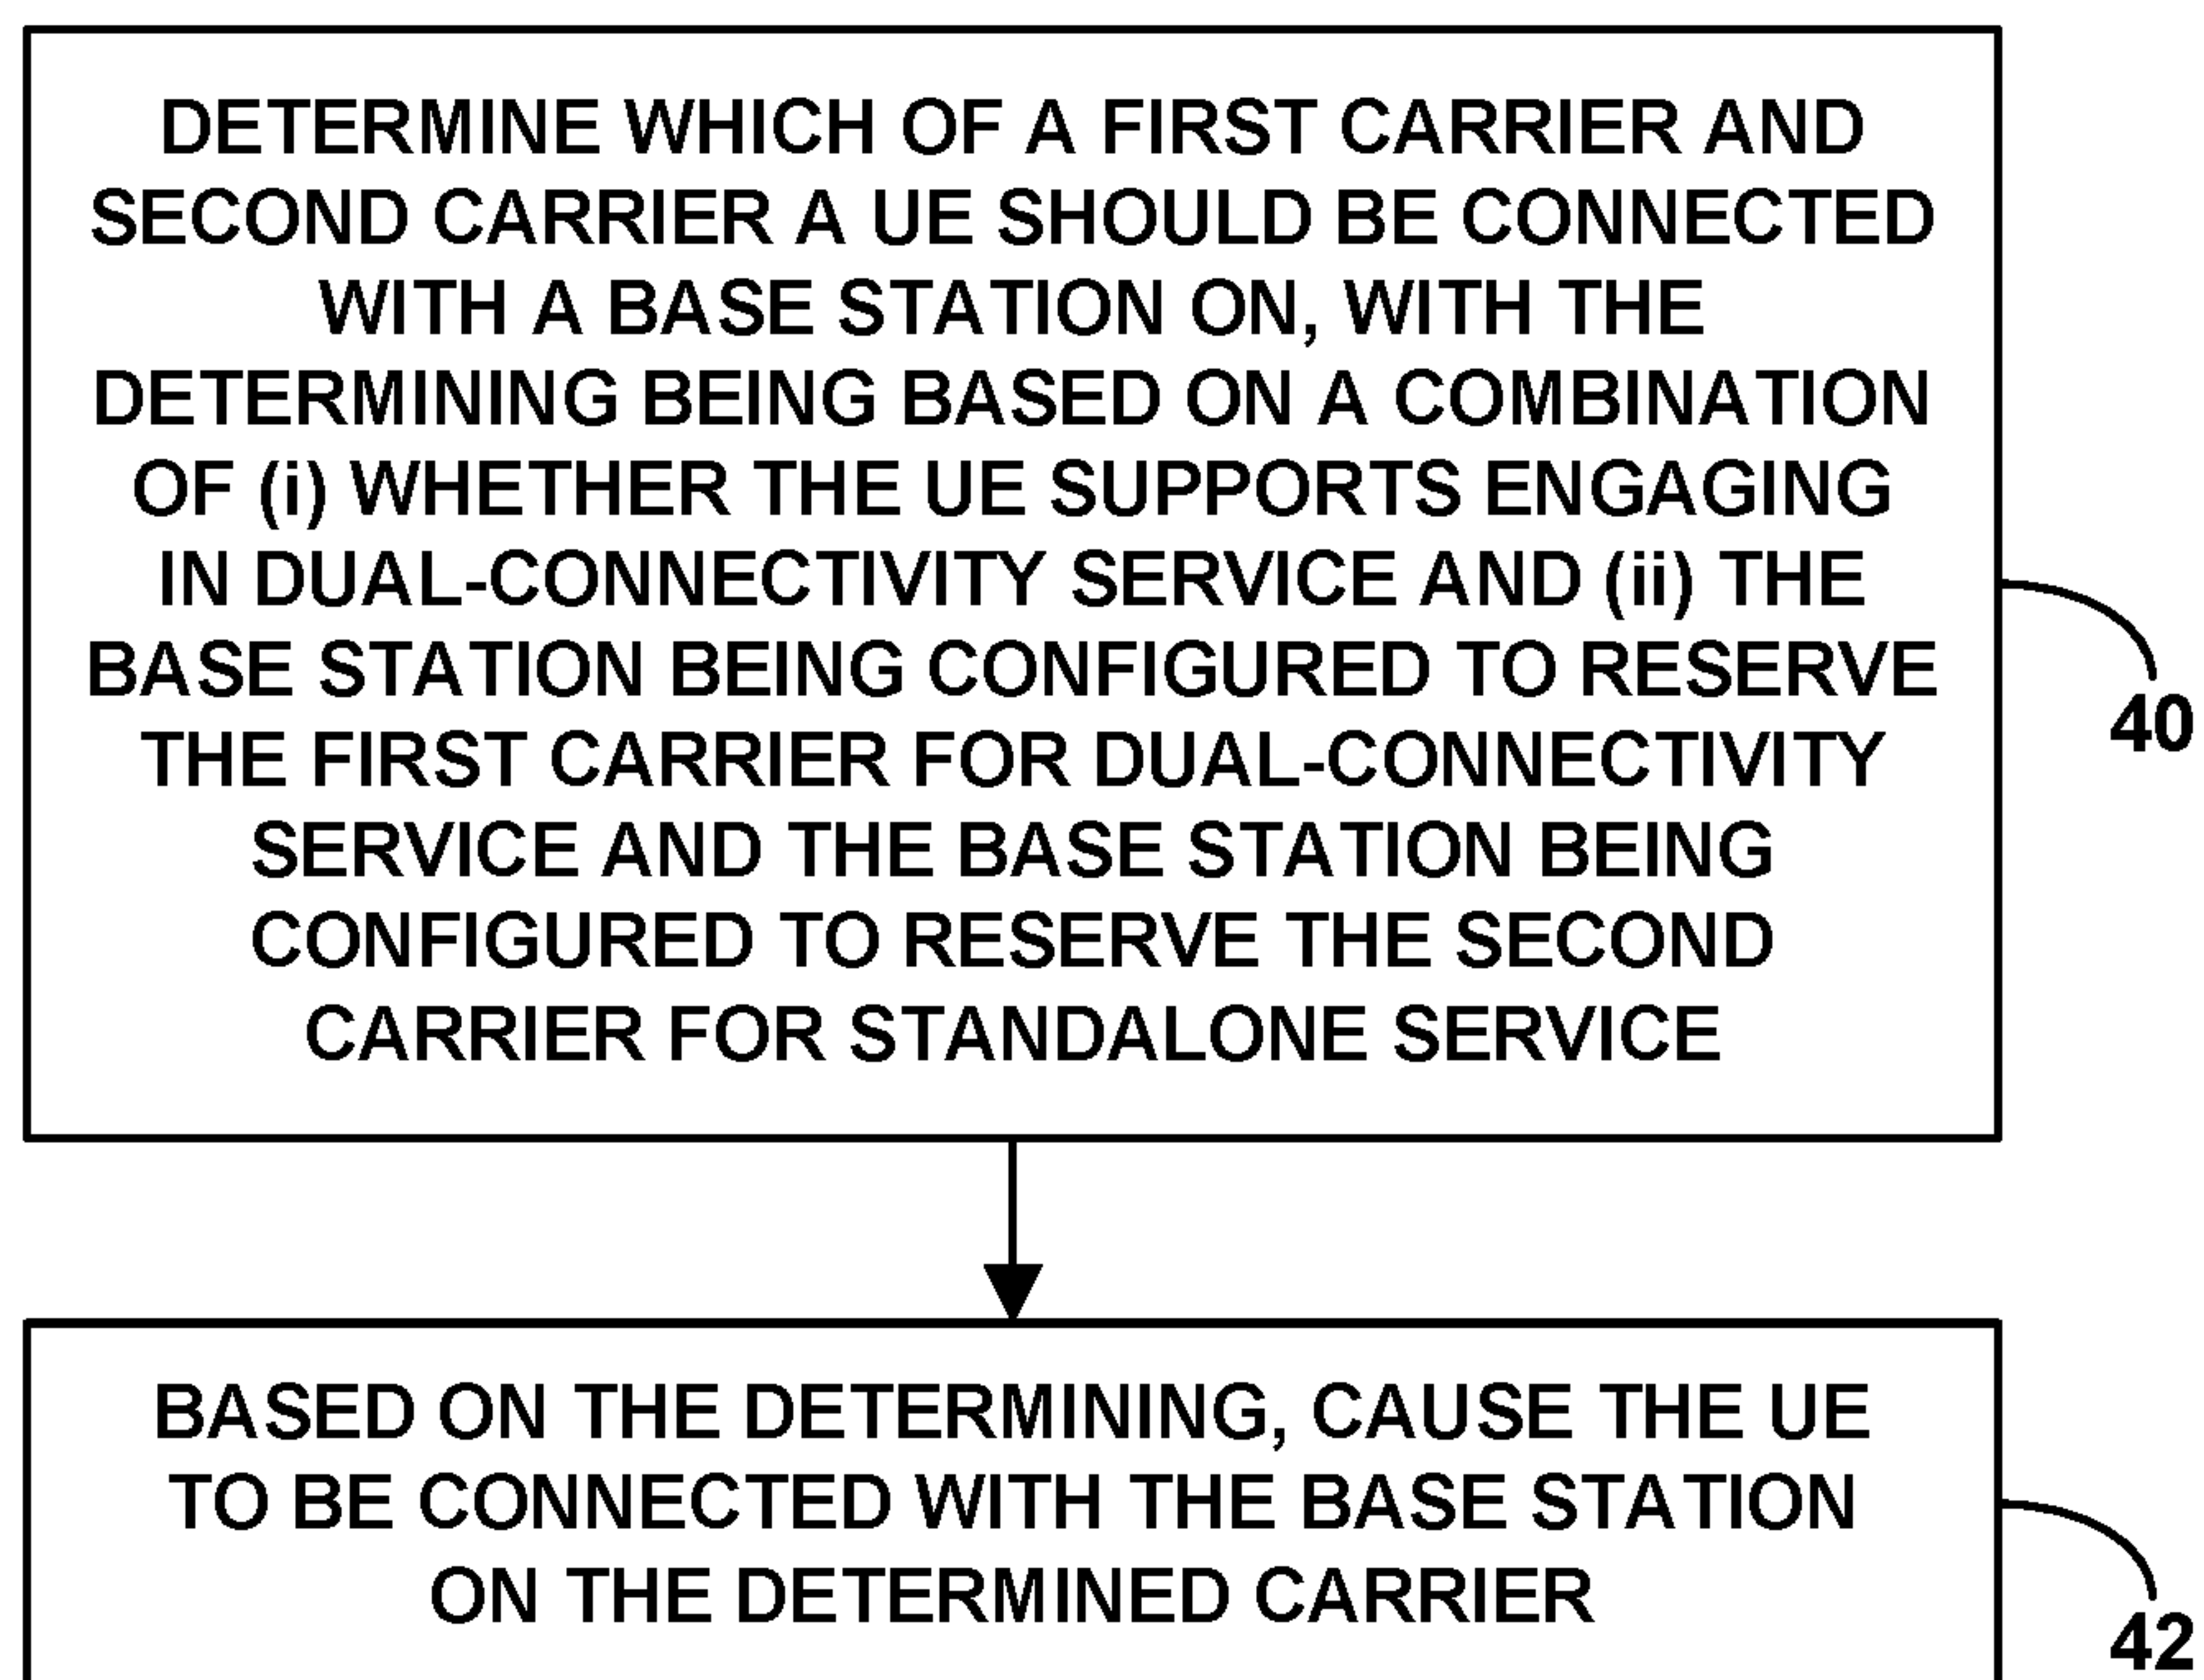 DETERMINE WHICH OF A FIRST CARRIER AND
SECOND CARRIER A UE SHOULD BE CONNECTED
WITH A BASE STATION ON, WITH THE
DETERMINING BEING BASED ON A COMBINATION
OF (i) WHETHER THE UE SUPPORTS ENGAGING
IN DUAL-CONNECTIVITY SERVICE AND (ii) THE
BASE STATION BEING CONFIGURED TO RESERVE
THE FIRST CARRIER FOR DUAL-CONNECTIVITY
SERVICE AND THE BASE STATION BEING
CONFIGURED TO RESERVE THE SECOND
CARRIER FOR STANDALONE SERVICE
40
BASED ON THE DETERMINING, CAUSE THE UE
TO BE CONNECTED WITH THE BASE STATION
ON THE DETERMINED CARRIER
42